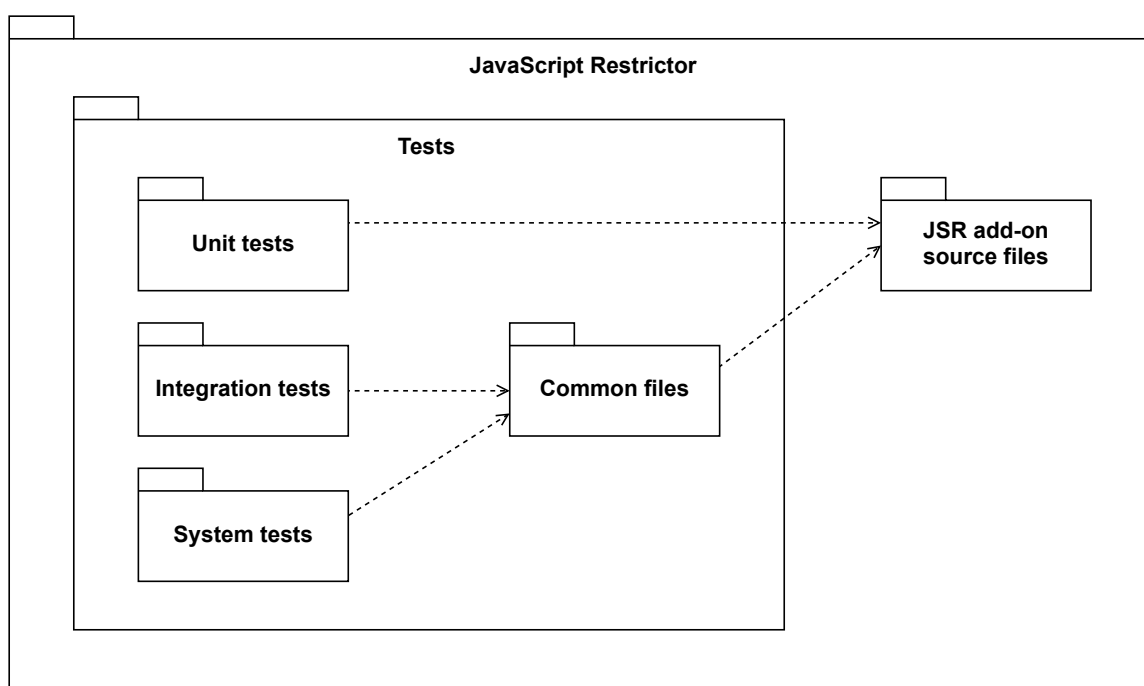 JavaScript Restrictor
Tests
Unit tests
JSR add-on
source files
Integration tests
Common files
System tests